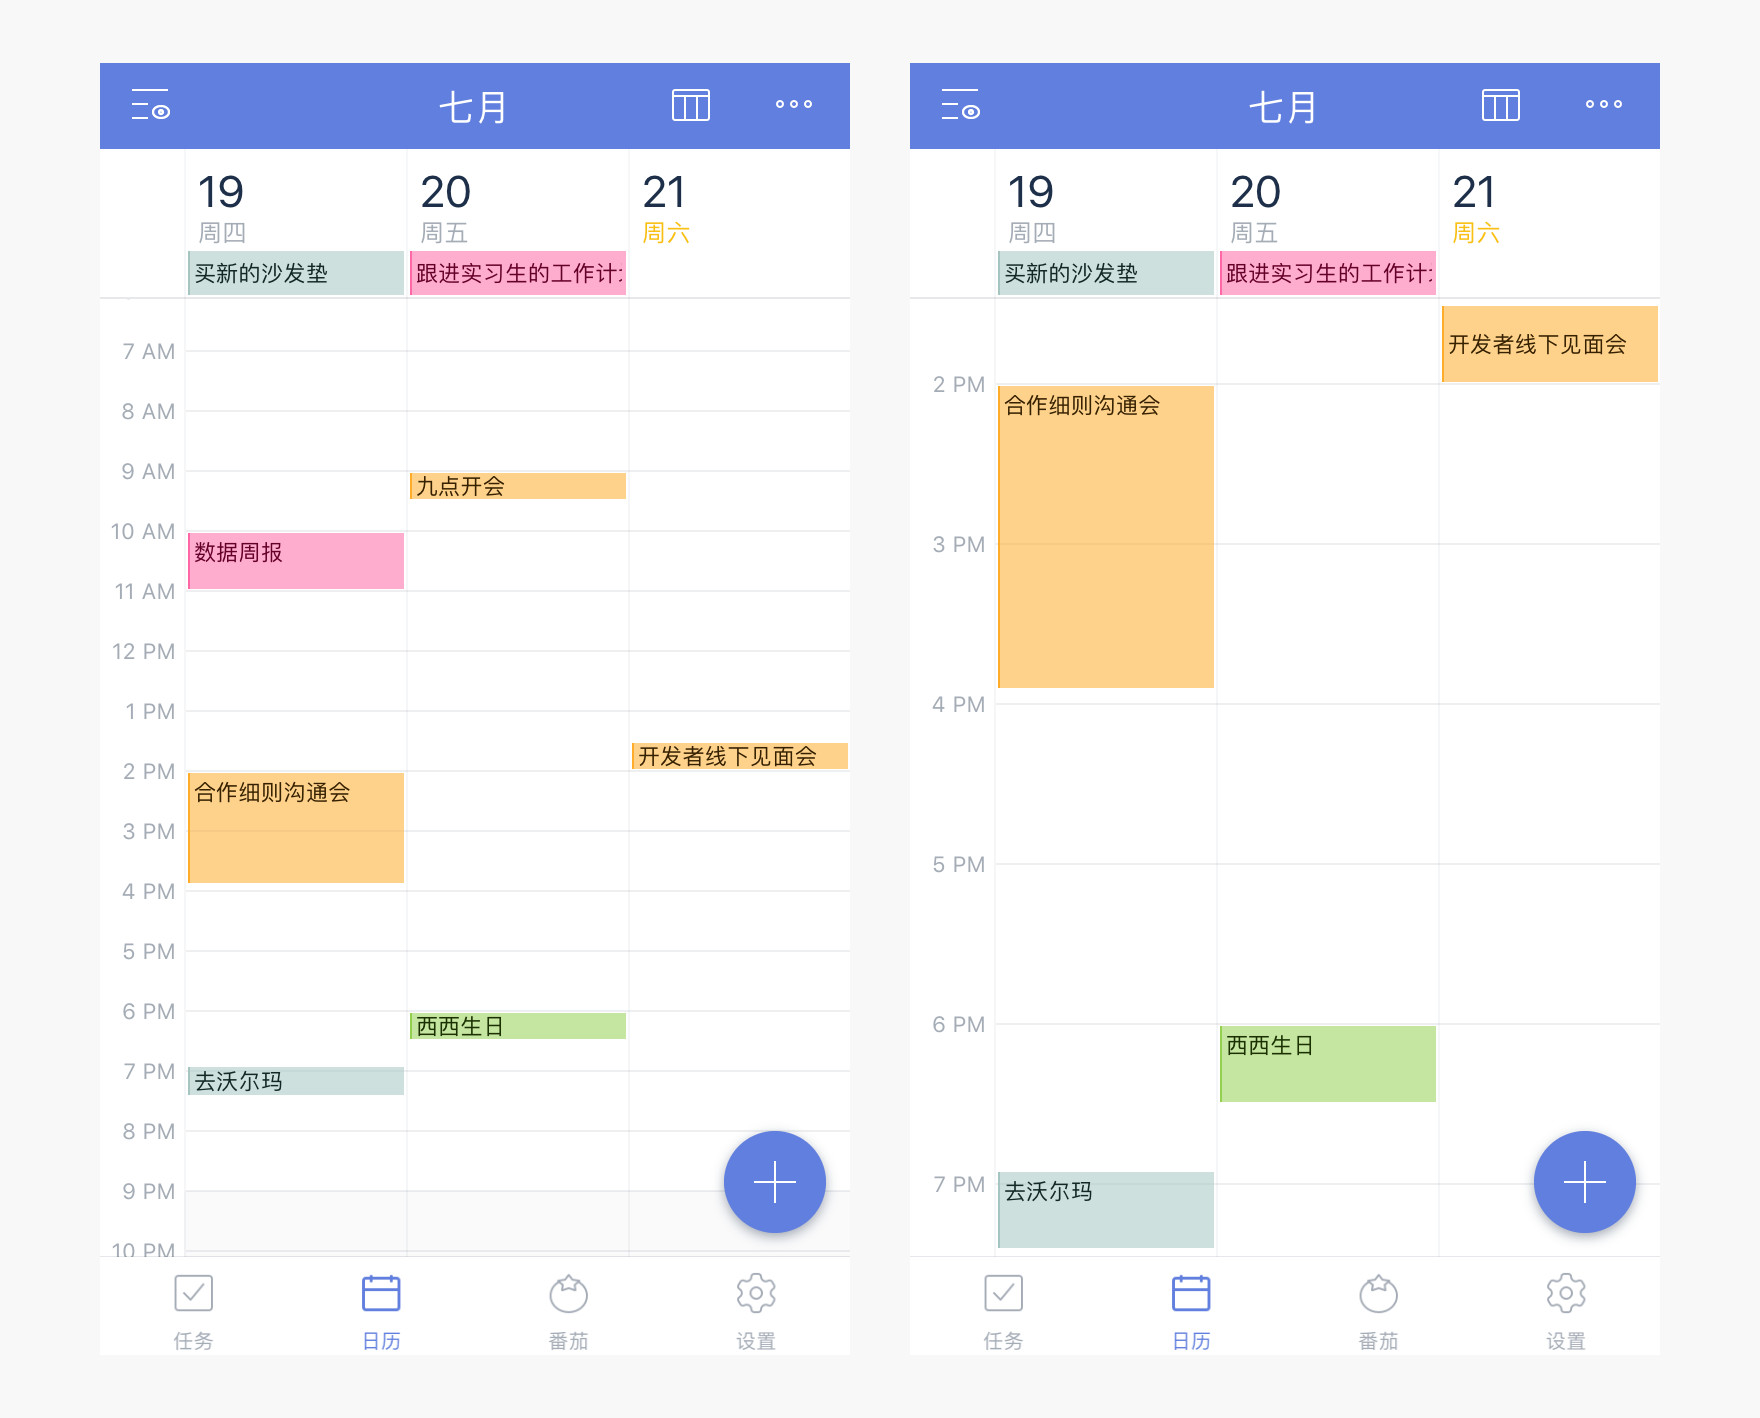 七月
19
20
21
周四
周五
周六
买新的沙发垫
跟进实习生的工作计
7 AM
8 AM
9 AM
九点开会
10 AM
数据周报
11 AM
12 PM
1 PM
开发者线下见面会
2 PM
合作细则沟通会
3 PM
4 PM
5 PM
6 PM
西西生日
7 PM
去沃尔玛
8 PM
9 PM
10 PM
任务
日历
番茄
设置
七月
19
20
21
周四
周五
周六
买新的沙发垫
跟进实习生的工作计
开发者线下见面会
2 PM
合作细则沟通会
3 PM
4 PM
5 PM
6 PM
西西生日
7 PM
去沃尔玛
任务
日历
番茄
设置